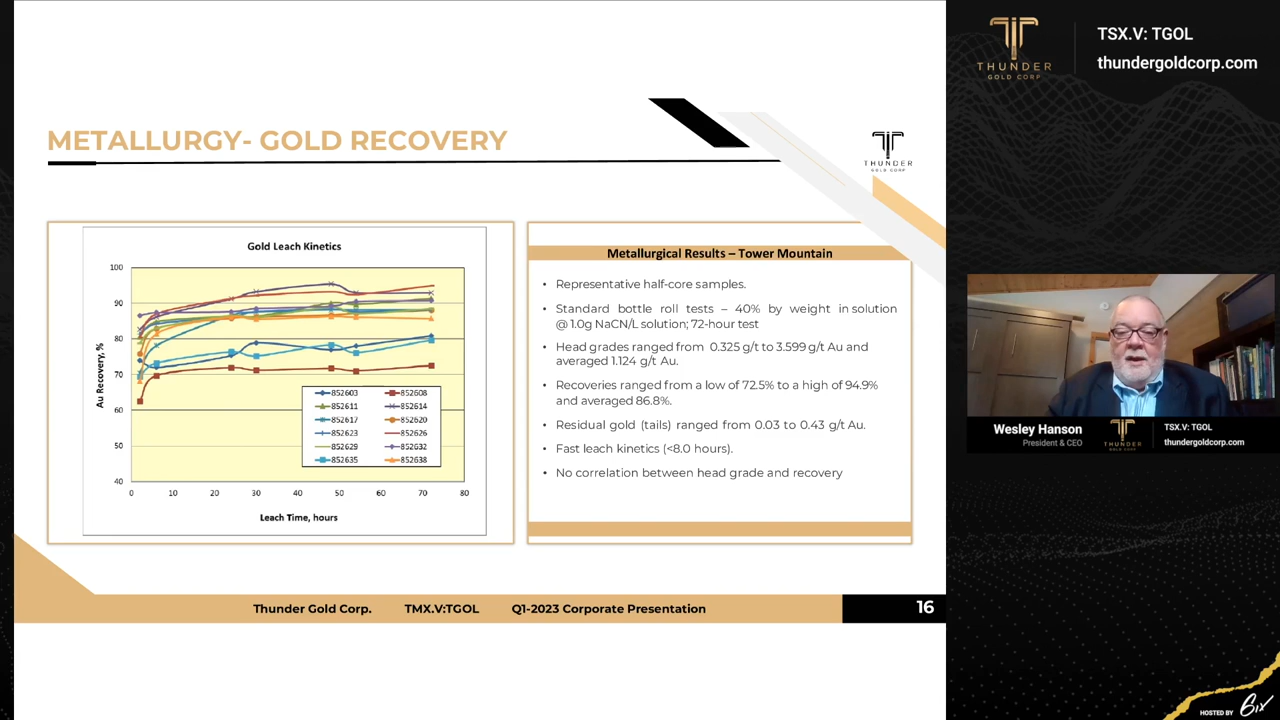 METALLURGY- GOLD RECOVERY
THUNDER
GOLD CORP
Gold Leach Kinetics
100
90
80
70
60
50
40
Au Recovery, %
852603 852608
852611 852614
852617 852620
852623 852626
852629 852632
852635 852638
0 10 20 30 40 50 60 70 80
Leach Time, hours
Metallurgical Results – Tower Mountain
• Representative half-core samples.
• Standard bottle roll tests – 40% by weight in solution
@ 1.0g NaCN/L solution; 72-hour test
• Head grades ranged from 0.325 g/t to 3.599 g/t Au and
averaged 1.124 g/t Au.
• Recoveries ranged from a low of 72.5% to a high of 94.9%
and averaged 86.8%.
• Residual gold (tails) ranged from 0.03 to 0.43 g/t Au.
• Fast leach kinetics (<8.0 hours).
• No correlation between head grade and recovery
Thunder Gold Corp. TMX.V:TGOL Q1-2023 Corporate Presentation
16
THUNDER
GOLD CORP
TSX.V: TGOL
thundergoldcorp.com
Wesley Hanson
President & CEO
THUNDER
GOLD CORP
TSX.V: TGOL
thundergoldcorp.com
HOSTED BY 6ix